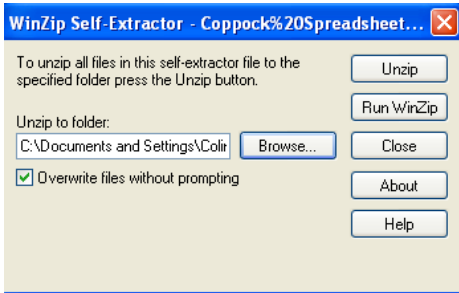 WinZip Self-Extractor - Coppock%20Spreadsheet...
To unzip all files in this self-extractor file to the
specified folder press the Unzip button.
Unzip to folder:
C:\Documents and Settings\Colin
Browse...
Overwrite files without prompting
Unzip
Run WinZip
Close
About
Help